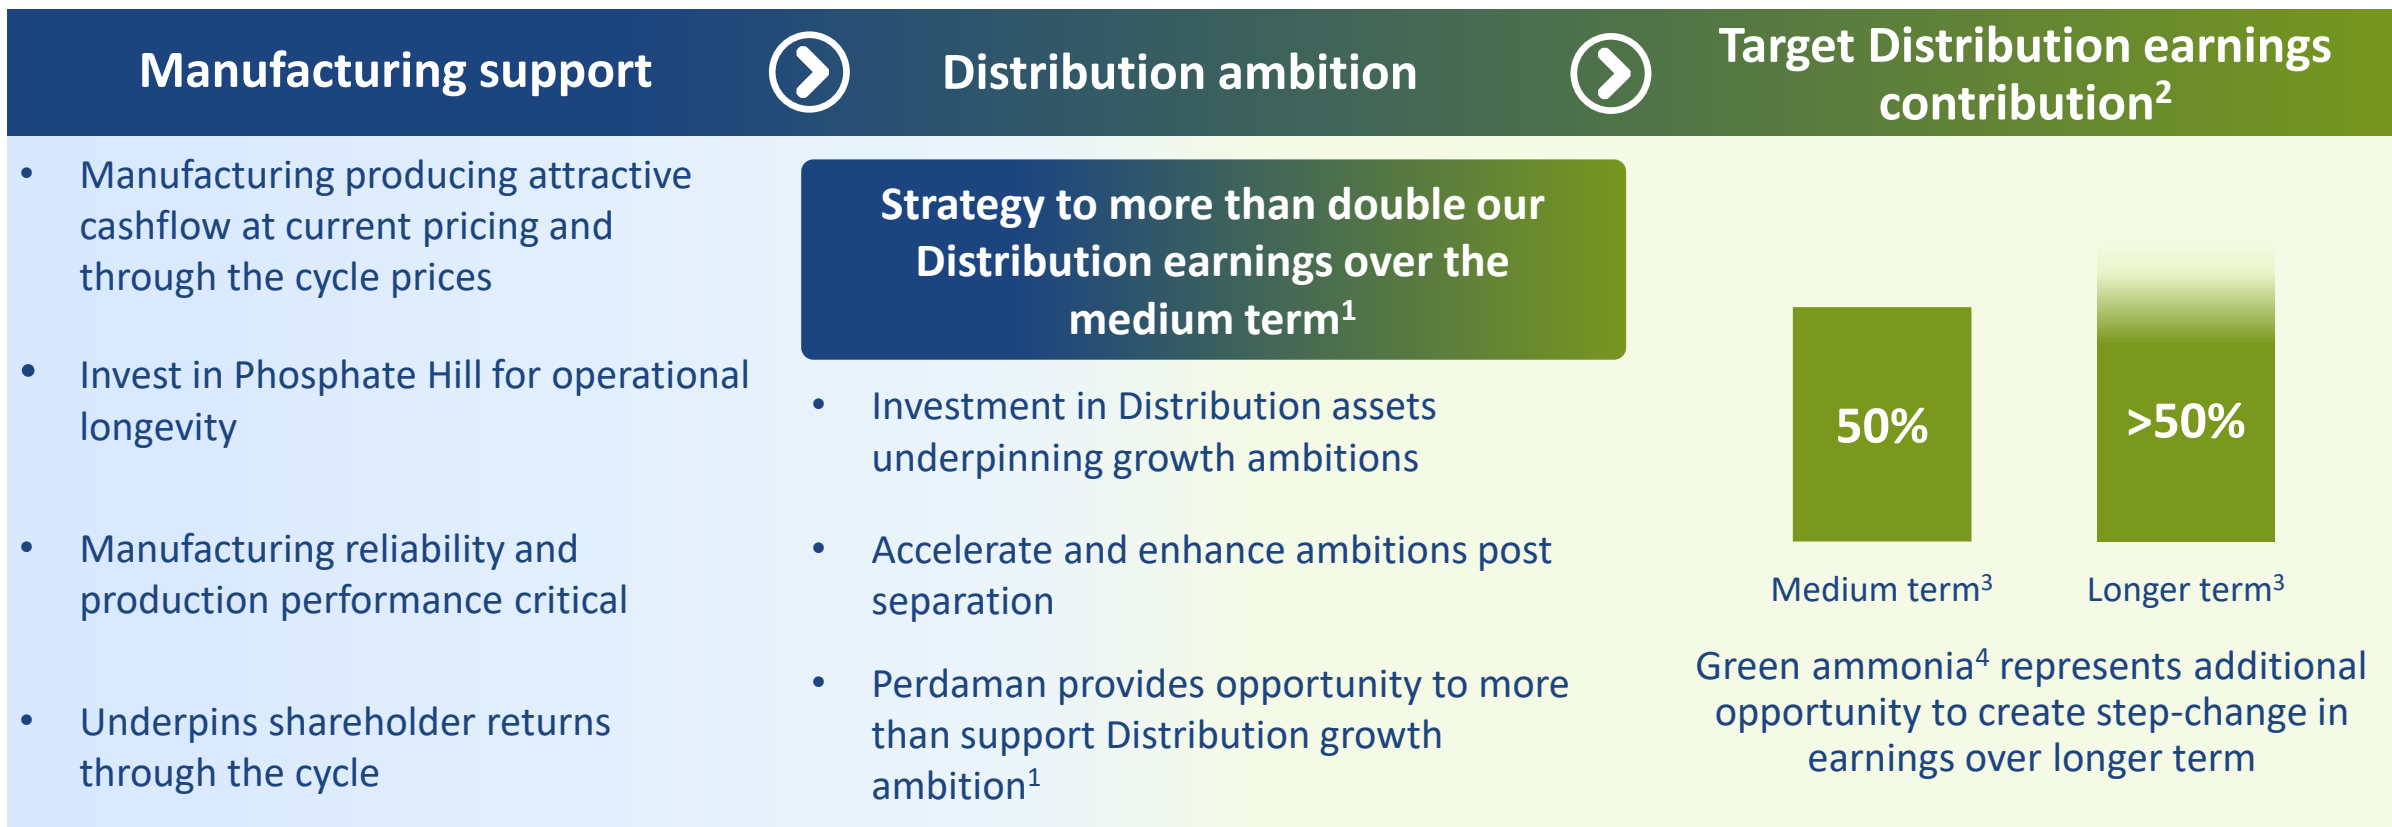 Manufacturing support
Distribution ambition
Target Distribution earnings
contribution²
• Manufacturing producing attractive
cashflow at current pricing and
through the cycle prices
• Invest in Phosphate Hill for operational
longevity
• Manufacturing reliability and
production performance critical
• Underpins shareholder returns
through the cycle
Strategy to more than double our
Distribution earnings over the
medium term¹
• Investment in Distribution assets
underpinning growth ambitions
• Accelerate and enhance ambitions post
separation
• Perdaman provides opportunity to more
than support Distribution growth
ambition¹
50%
>50%
Medium term³
Longer term³
Green ammonia⁴ represents additional
opportunity to create step-change in
earnings over longer term